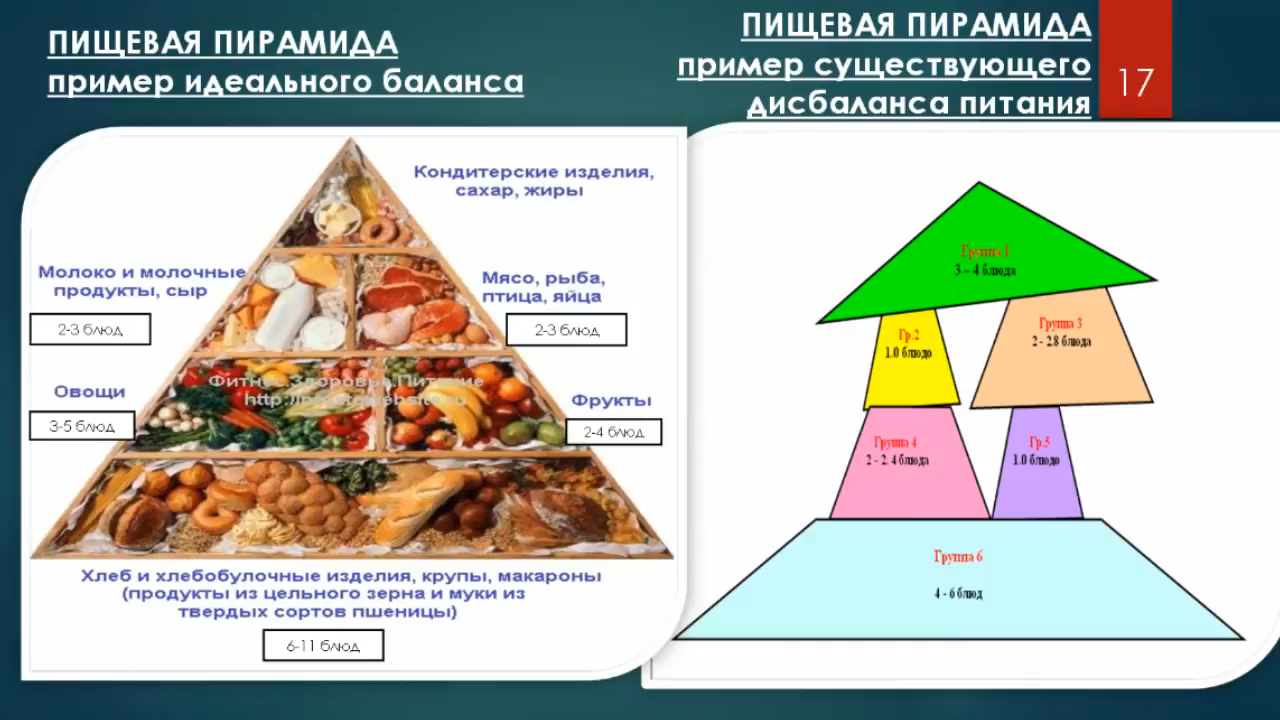 ПИЩЕВАЯ ПИРАМИДА
пример идеального баланса
ПИЩЕВАЯ ПИРАМИДА
пример существующего
дисбаланса питания
17
Кондитерские изделия,
сахар, жиры
Молоко и молочные
продукты, сыр
2-3 блюд
Мясо, рыба,
птица, яйца
2-3 блюд
Фитнес.Здоровье.Питание
Овощи
3-5 блюд
Фрукты
2-4 блюд
Хлеб и хлебобулочные изделия, крупы, макароны
(продукты из цельного зерна и муки из
твердых сортов пшеницы)
6-11 блюд
Группа 1
3 – 4 блюда
Гр.2
1.0 блюдо
Группа 3
2 - 2.8 блюда
Группа 4
2 - 2. 4 блюда
Гр.5
1.0 блюдо
Группа 6
4 - 6 блюд